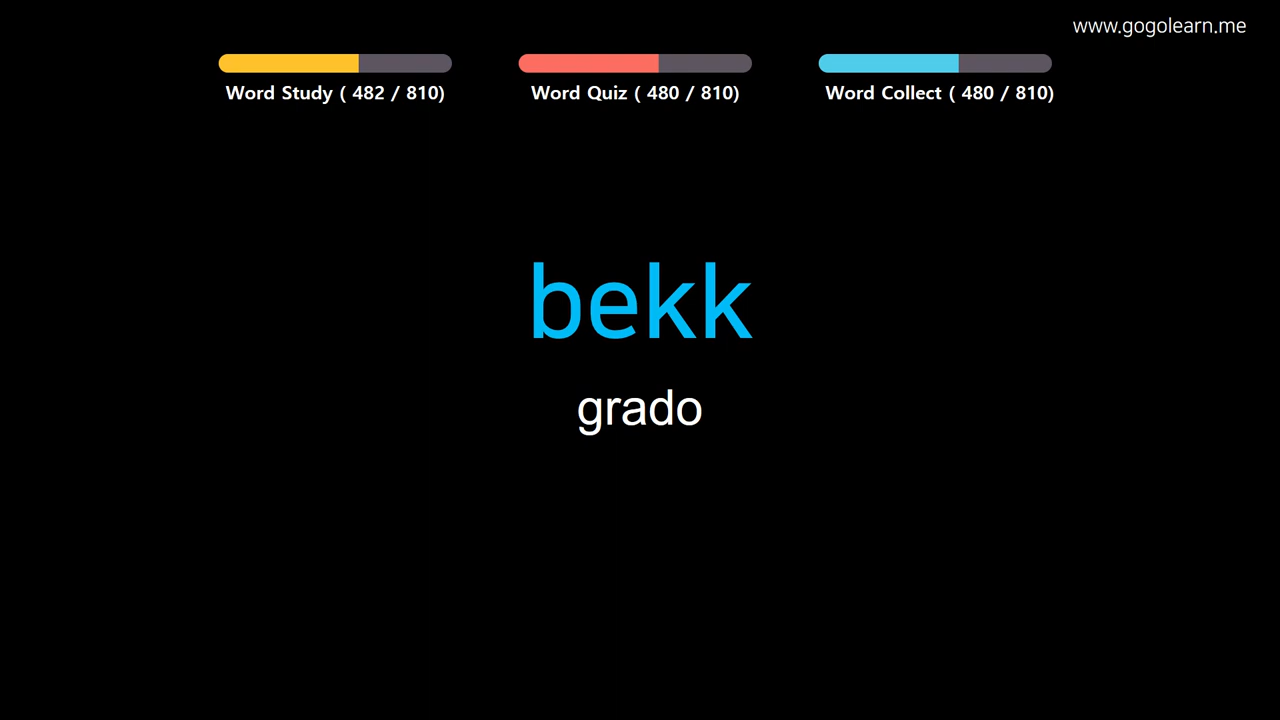 www.gogolearn.me
Word Study ( 482 / 810)
Word Quiz ( 480 / 810)
Word Collect ( 480 / 810)
bekk
grado